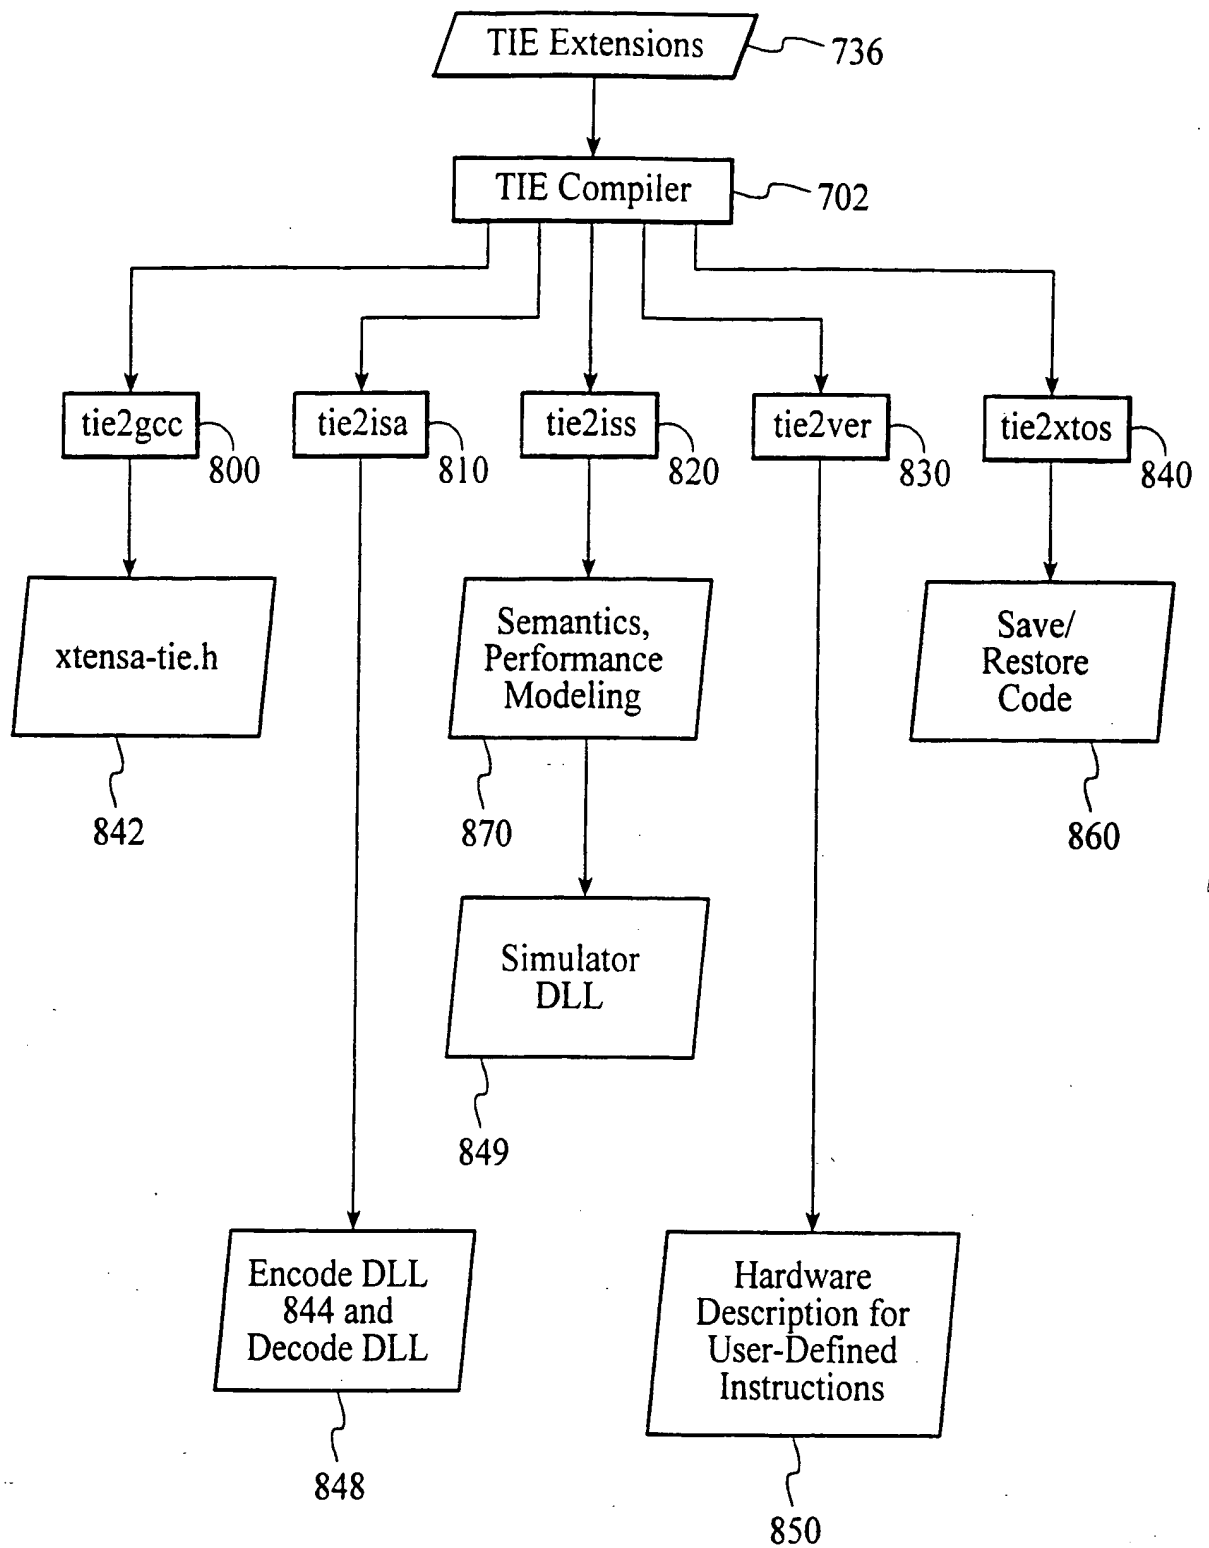 TIE Extensions
736
TIE Compiler
702
tie2gcc
800
tie2isa
810
tie2iss
820
tie2ver
830
tie2xtos
840
xtensa-tie.h
842
Semantics,
Performance
Modeling
870
Save/
Restore
Code
860
Simulator
DLL
849
Encode DLL
844 and
Decode DLL
848
Hardware
Description for
User-Defined
Instructions
850